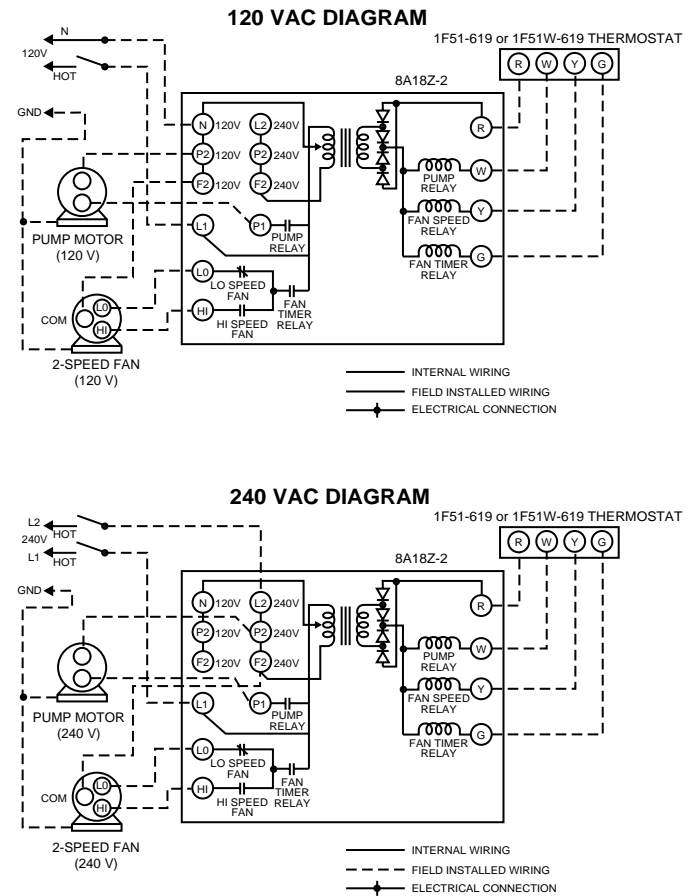 120 VAC DIAGRAM
1F51-619 or 1F51W-619 THERMOSTAT
N
120V
HOT
R W Y G
8A18Z-2
GND
N 120V L2 240V
R
P2 120V P2 240V
W
PUMP
RELAY
F2 120V F2 240V
Y
FAN SPEED
RELAY
L1 P1
PUMP
RELAY
G
FAN TIMER
RELAY
PUMP MOTOR
(120 V)
L0
LO SPEED
FAN
FAN
TIMER
RELAY
HI
HI SPEED
FAN
COM
L0
HI
2-SPEED FAN
(120 V)
INTERNAL WIRING
FIELD INSTALLED WIRING
ELECTRICAL CONNECTION
240 VAC DIAGRAM
1F51-619 or 1F51W-619 THERMOSTAT
L2
HOT
240V
L1
HOT
R W Y G
8A18Z-2
GND
N 120V L2 240V
R
P2 120V P2 240V
W
PUMP
RELAY
F2 120V F2 240V
Y
FAN SPEED
RELAY
L1 P1
PUMP
RELAY
G
FAN TIMER
RELAY
PUMP MOTOR
(240 V)
L0
LO SPEED
FAN
FAN
TIMER
RELAY
HI
HI SPEED
FAN
COM
L0
HI
2-SPEED FAN
(240 V)
INTERNAL WIRING
FIELD INSTALLED WIRING
ELECTRICAL CONNECTION